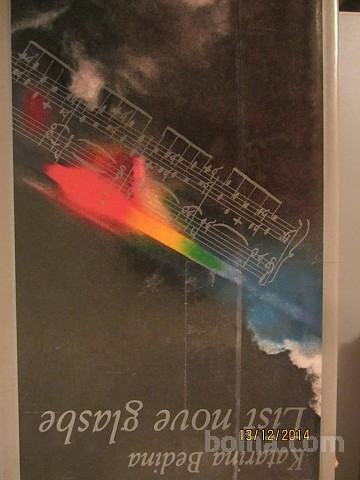 Katarina Bedina
List nove glasbe
13/12/2014
bolha.com